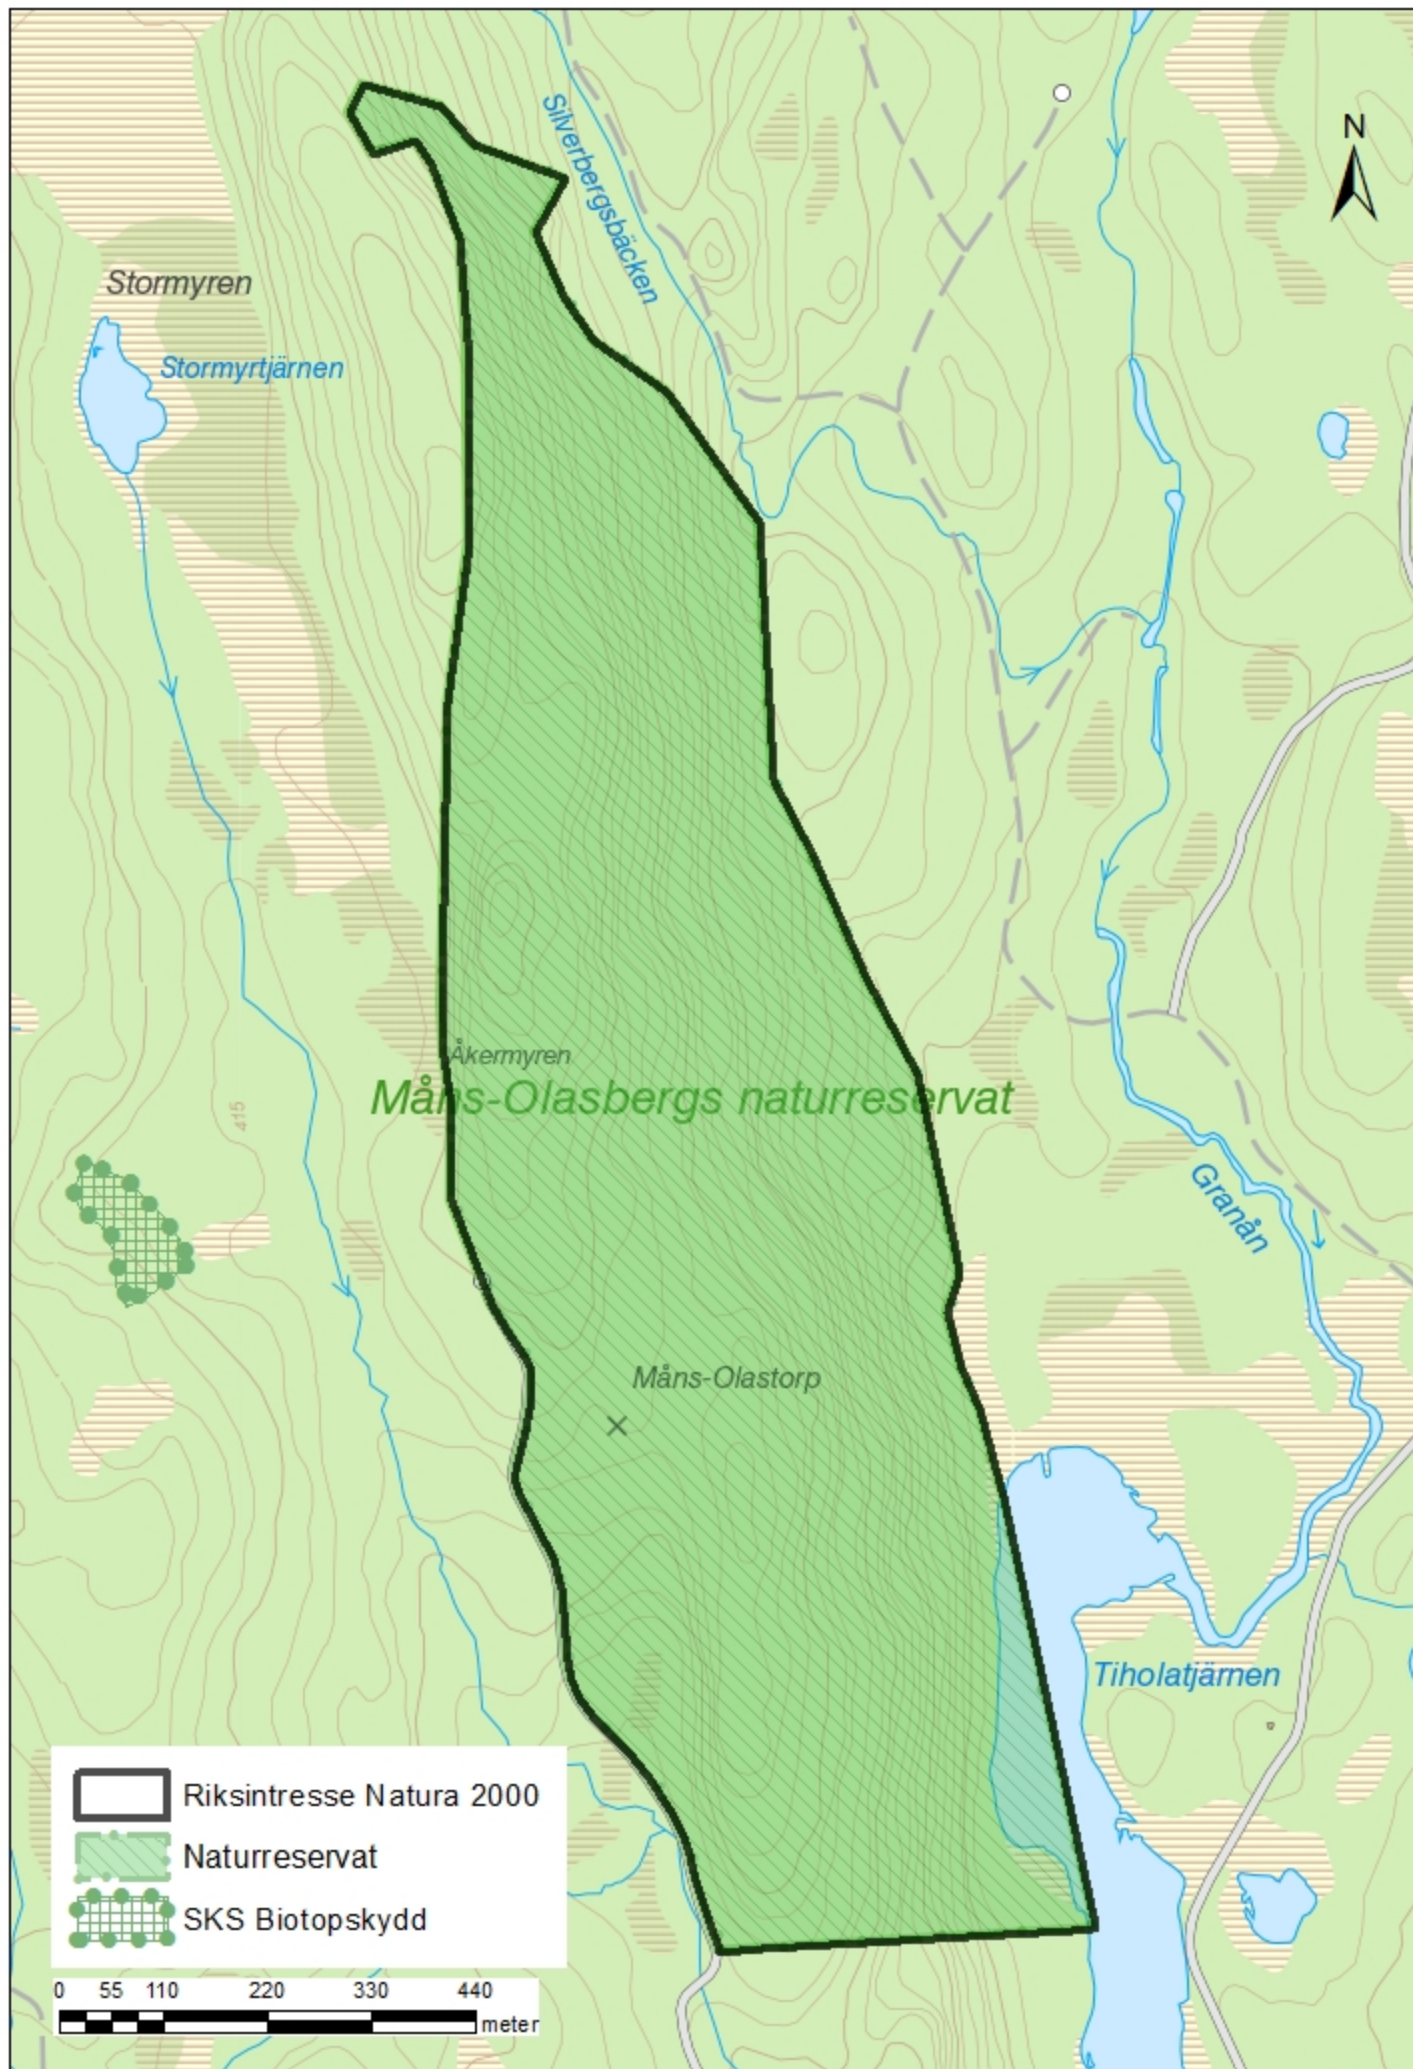 Silverbergsbäcken
N
Stormyren
Stormyrtjärnen
Åkermyren
Måns-Olasbergs naturreservat
415
Granån
Måns-Olastorp
Tiholatjärnen
Riksintresse Natura 2000
Naturreservat
SKS Biotopskydd
0 55 110 220 330 440
meter